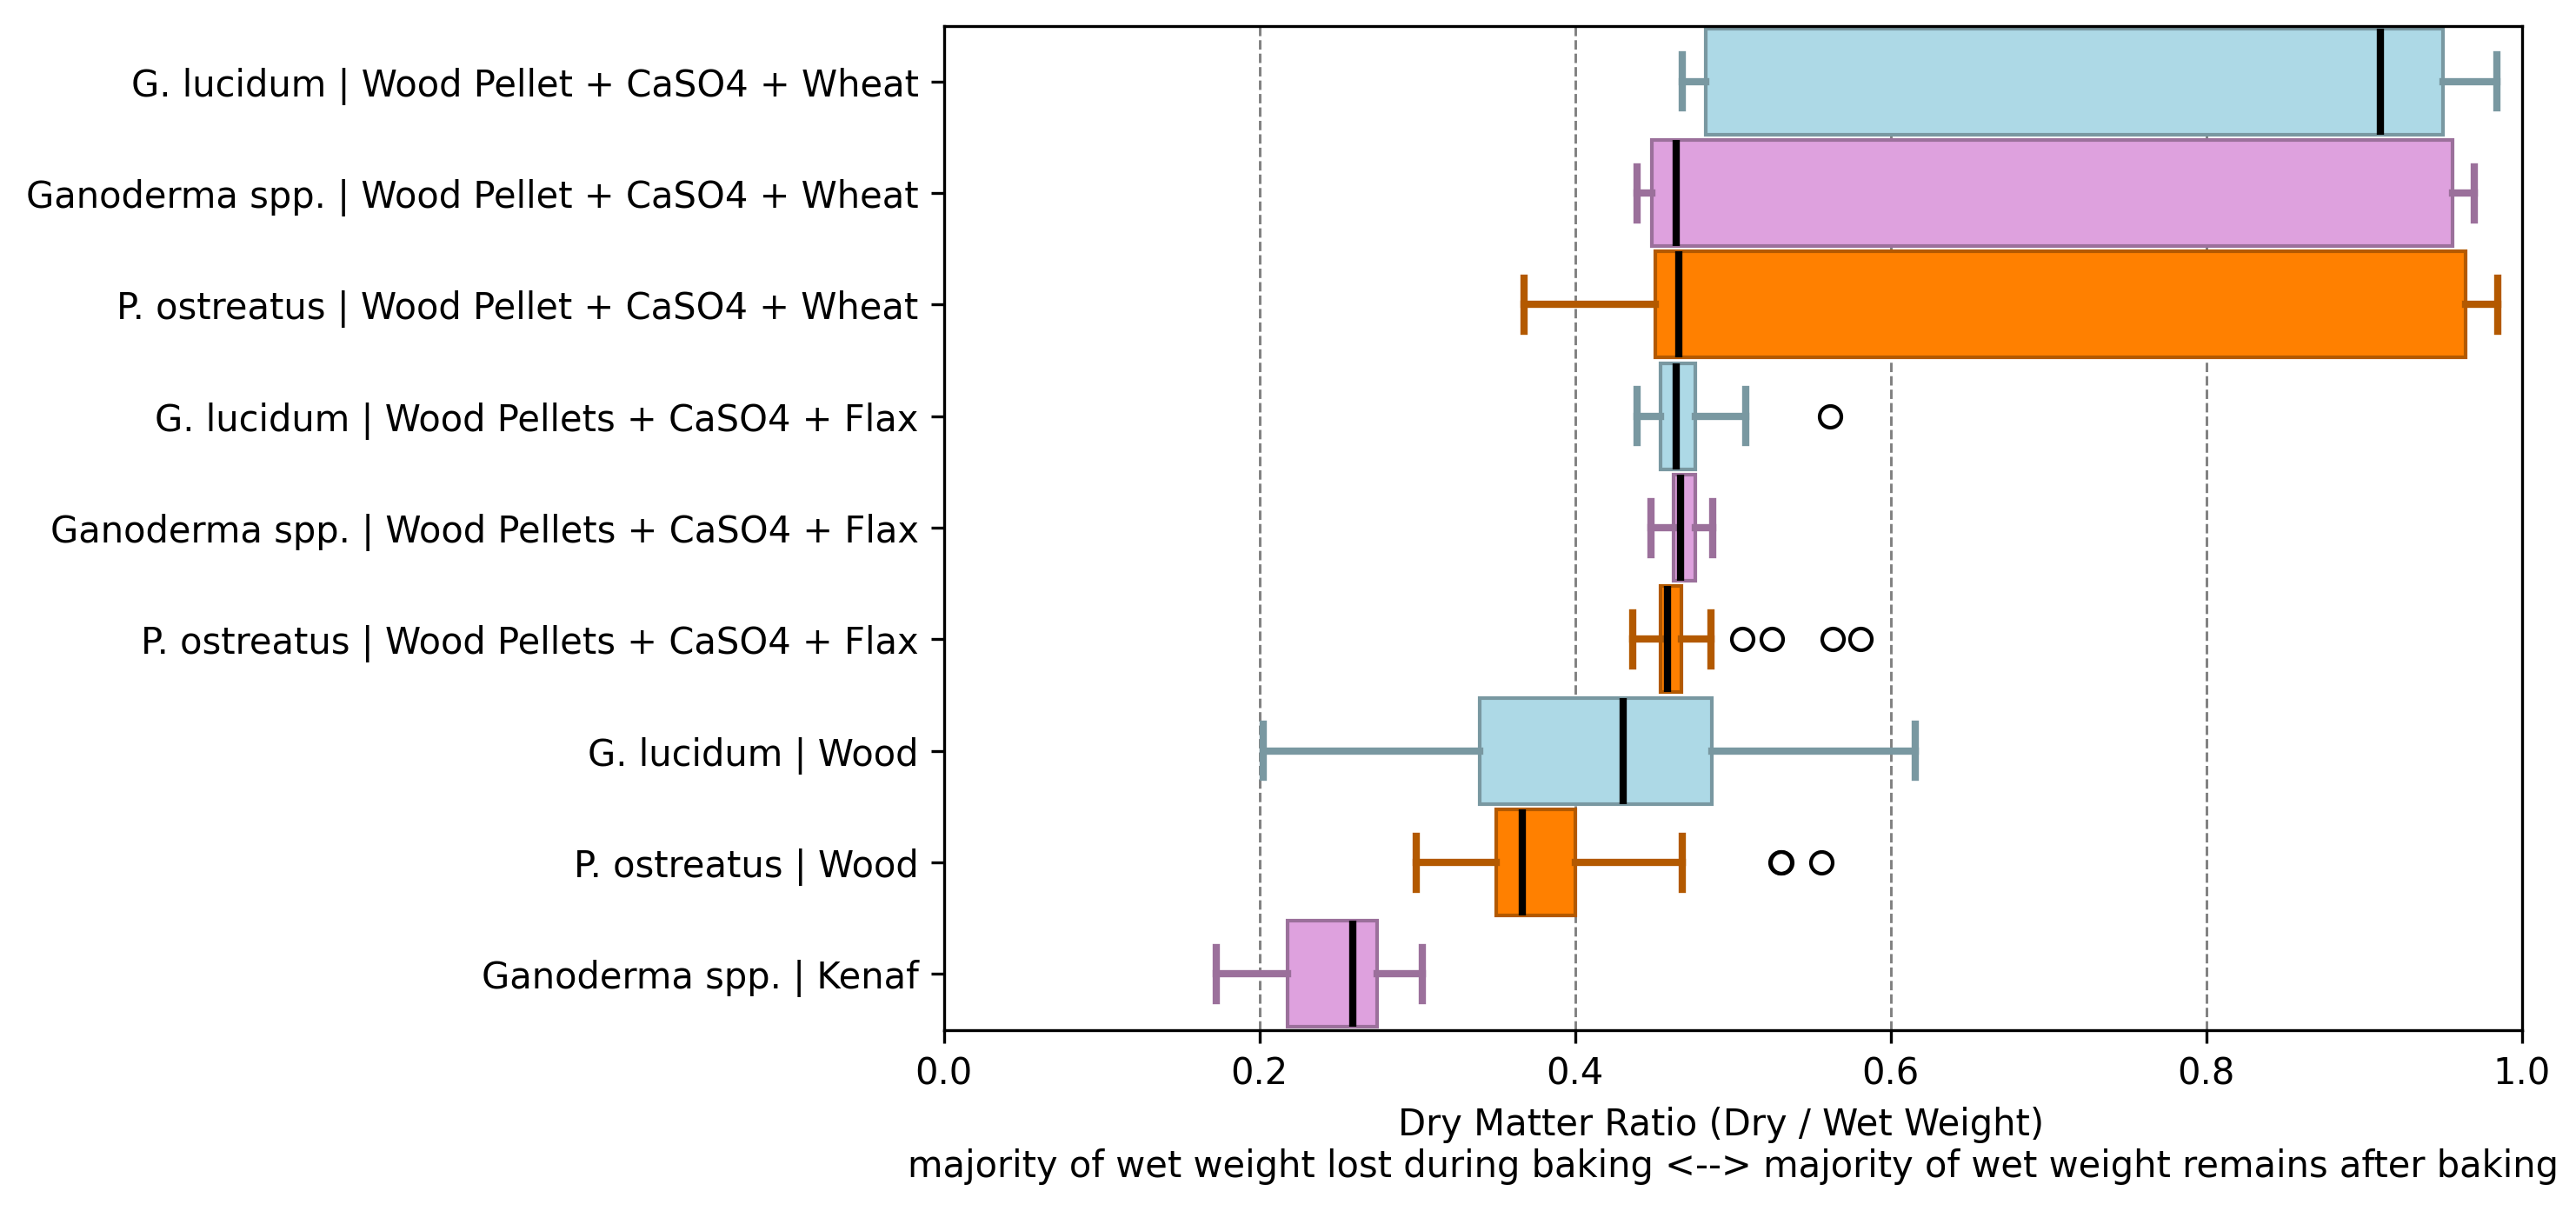 G. lucidum | Wood Pellet + CaSO4 + Wheat
Ganoderma spp. | Wood Pellet + CaSO4 + Wheat
P. ostreatus | Wood Pellet + CaSO4 + Wheat
G. lucidum | Wood Pellets + CaSO4 + Flax
Ganoderma spp. | Wood Pellets + CaSO4 + Flax
P. ostreatus | Wood Pellets + CaSO4 + Flax
G. lucidum | Wood
P. ostreatus | Wood
Ganoderma spp. | Kenaf
0.0 0.2 0.4 0.6 0.8 1.0
Dry Matter Ratio (Dry / Wet Weight)
majority of wet weight lost during baking <--> majority of wet weight remains after baking